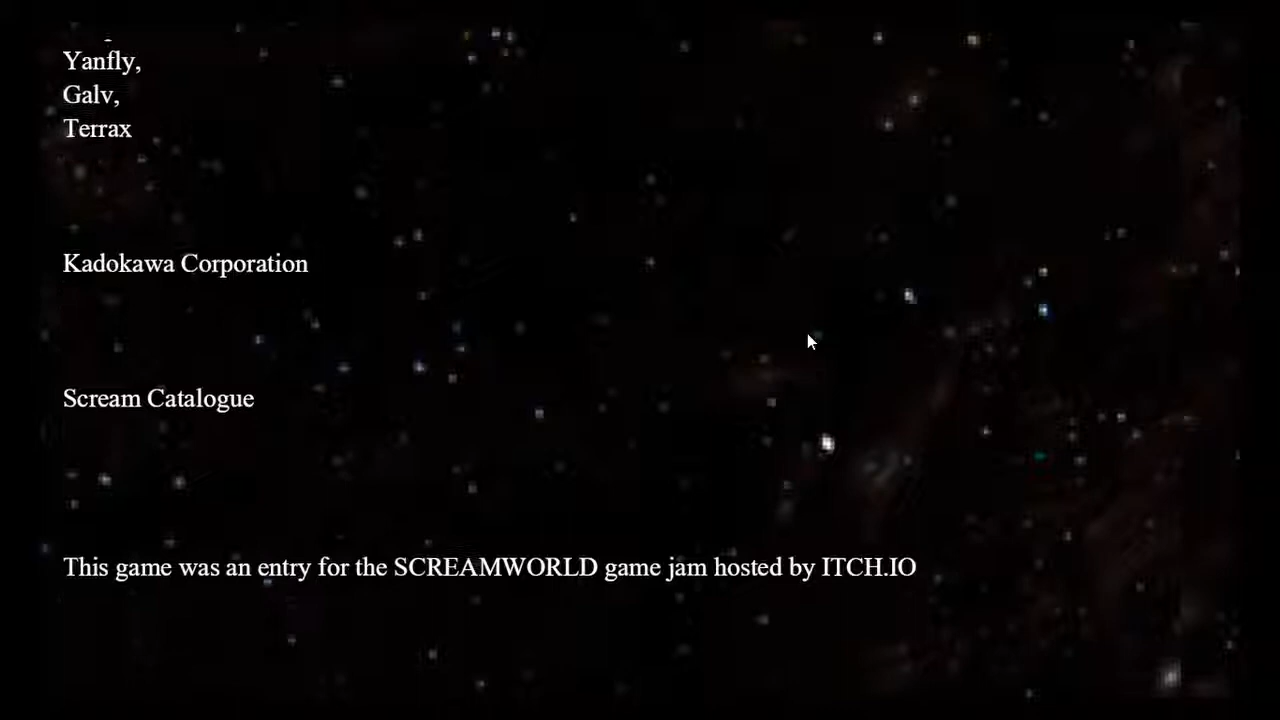 Yanfly,
Galv,
Terrax
Kadokawa Corporation
Scream Catalogue
This game was an entry for the SCREAMWORLD game jam hosted by ITCH.IO